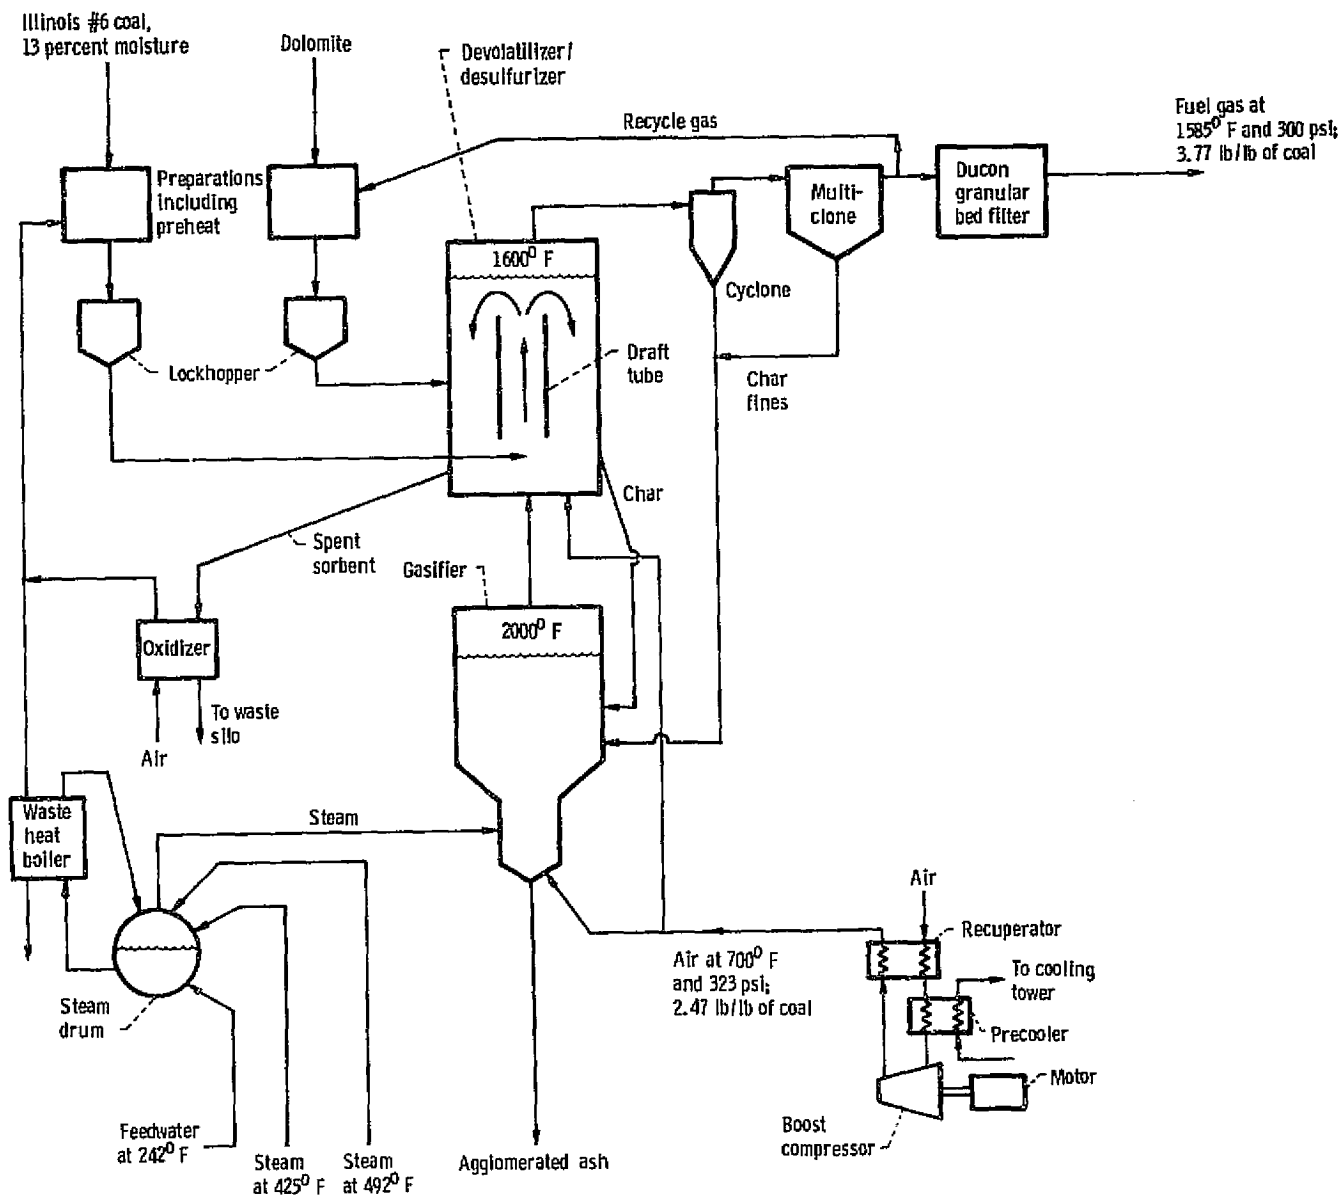 Illinois #6 coal,
13 percent moisture
Dolomite
Devolatilizer/
desulfurizer
Recycle gas
Fuel gas at
1585° F and 300 psi;
3.77 lb/lb of coal
Preparations
including
preheat
Multi-
clone
Ducon
granular
bed filter
1600° F
Cyclone
Lockhopper
Draft
tube
Char
fines
Char
Spent
sorbent
Gasifier
2000° F
Oxidizer
To waste
silo
Air
Waste
heat
boiler
Steam
Air
Recuperator
Air at 700° F
and 323 psi;
2.47 lb/lb of coal
To cooling
tower
Steam
drum
Precooler
Motor
Boost
compressor
Feedwater
at 242° F
Steam
at 425° F
Steam
at 492° F
Agglomerated ash